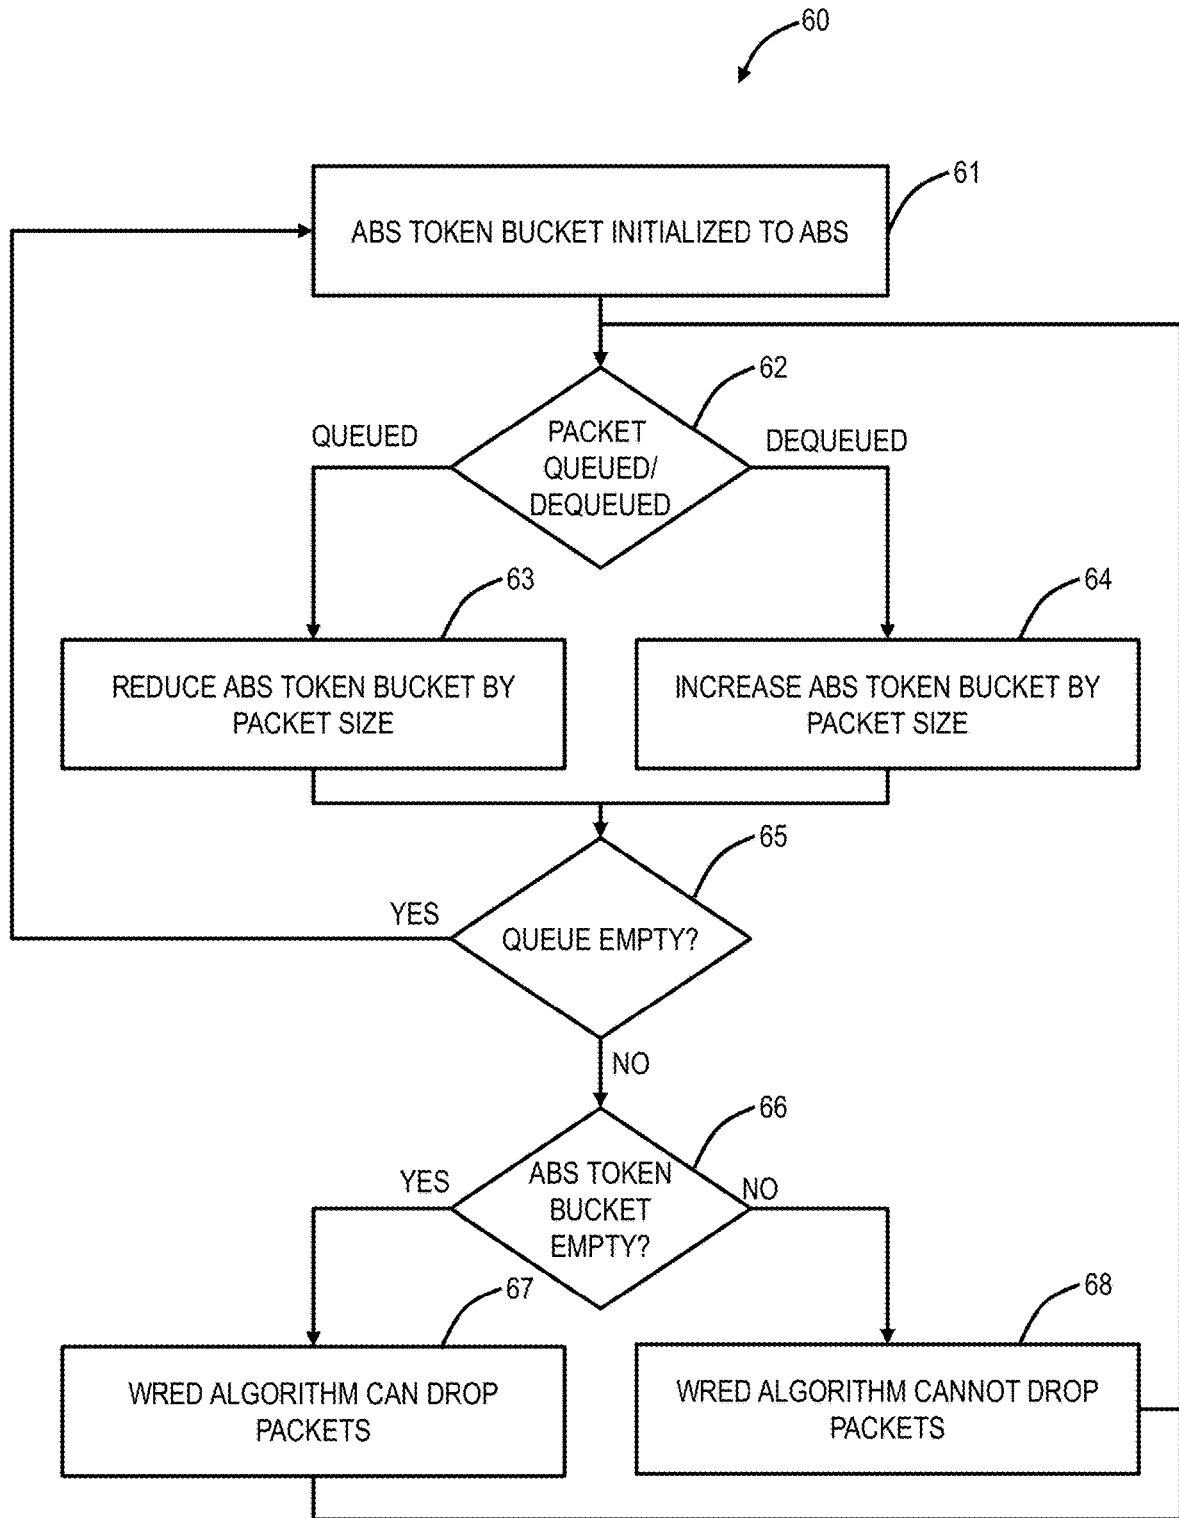 60
61
ABS TOKEN BUCKET INITIALIZED TO ABS
62
QUEUED
PACKET
QUEUED/
DEQUEUED
DEQUEUED
63
64
REDUCE ABS TOKEN BUCKET BY
PACKET SIZE
INCREASE ABS TOKEN BUCKET BY
PACKET SIZE
65
YES
QUEUE EMPTY?
NO
66
YES
ABS TOKEN
BUCKET
EMPTY?
NO
67
68
WRED ALGORITHM CAN DROP
PACKETS
WRED ALGORITHM CANNOT DROP
PACKETS